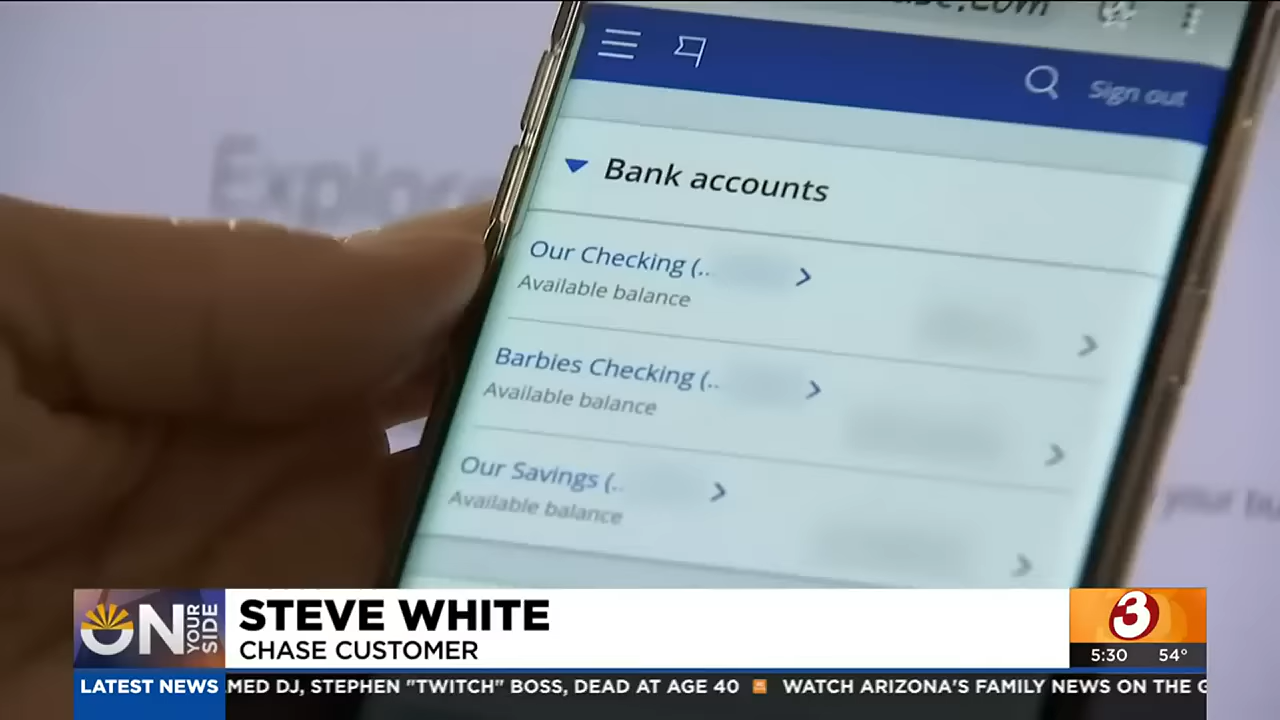 Sign out
Bank accounts
Our Checking (..
Available balance
Barbies Checking (..
Available balance
Our Savings (..
Available balance
Explore
your
ON YOUR SIDE
STEVE WHITE
CHASE CUSTOMER
3
5:30 54°
LATEST NEWS MED DJ, STEPHEN "TWITCH" BOSS, DEAD AT AGE 40 WATCH ARIZONA'S FAMILY NEWS ON THE G